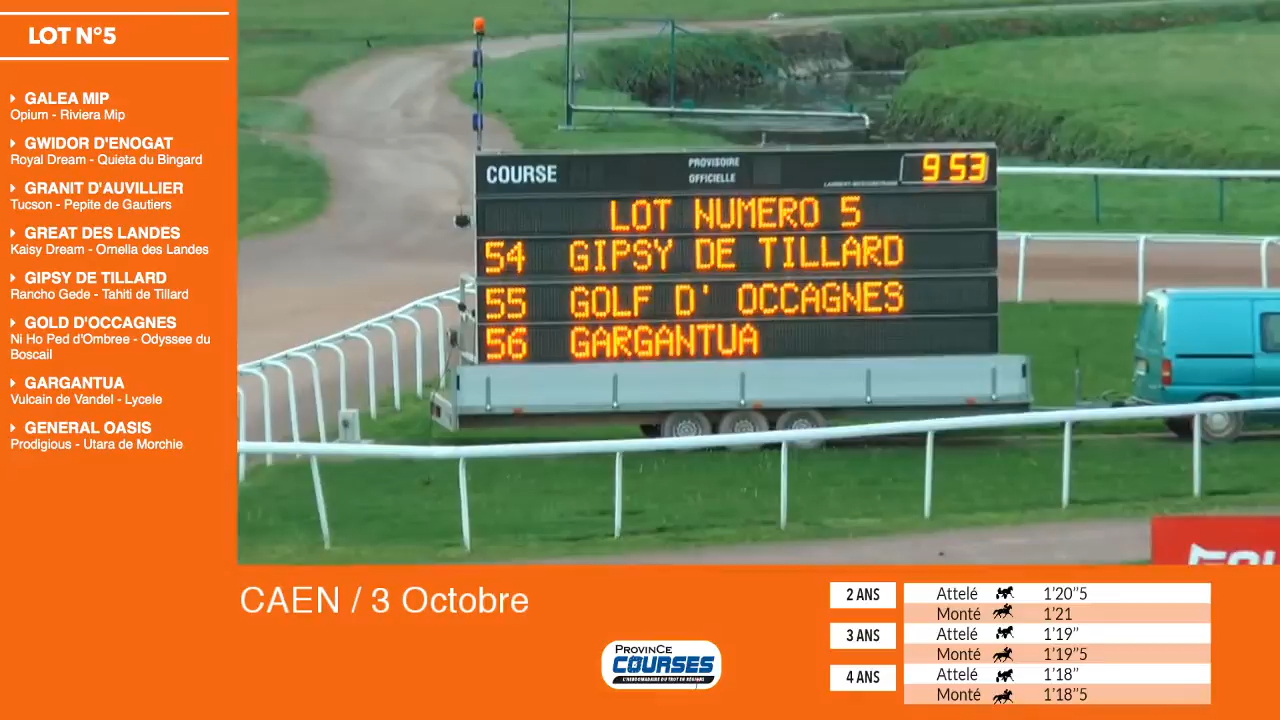 LOT N°5
GALEA MIP
Opium - Riviera Mip
GWIDOR D'ENOGAT
Royal Dream - Quieta du Bingard
GRANIT D'AUVILLIER
Tucson - Pepite de Gautiers
GREAT DES LANDES
Kaisy Dream - Ornella des Landes
GIPSY DE TILLARD
Rancho Gede - Tahiti de Tillard
GOLD D'OCCAGNES
Ni Ho Ped d'Ombree - Odyssee du
Boscail
GARGANTUA
Vulcain de Vandel - Lycele
GENERAL OASIS
Prodigious - Utara de Morchie
COURSE
PROVISOIRE
OFFICIELLE
9 53
LOT NUMERO 5
54 GIPSY DE TILLARD
55 GOLF D' OCCAGNES
56 GARGANTUA
CAEN / 3 Octobre
PROVINCE
COURSES
L'HEBDOMADAIRE DU TROT EN RÉGIONS
2 ANS
Attelé 1'20"5
Monté 1'21
3 ANS
Attelé 1'19"
Monté 1'19"5
4 ANS
Attelé 1'18"
Monté 1'18"5